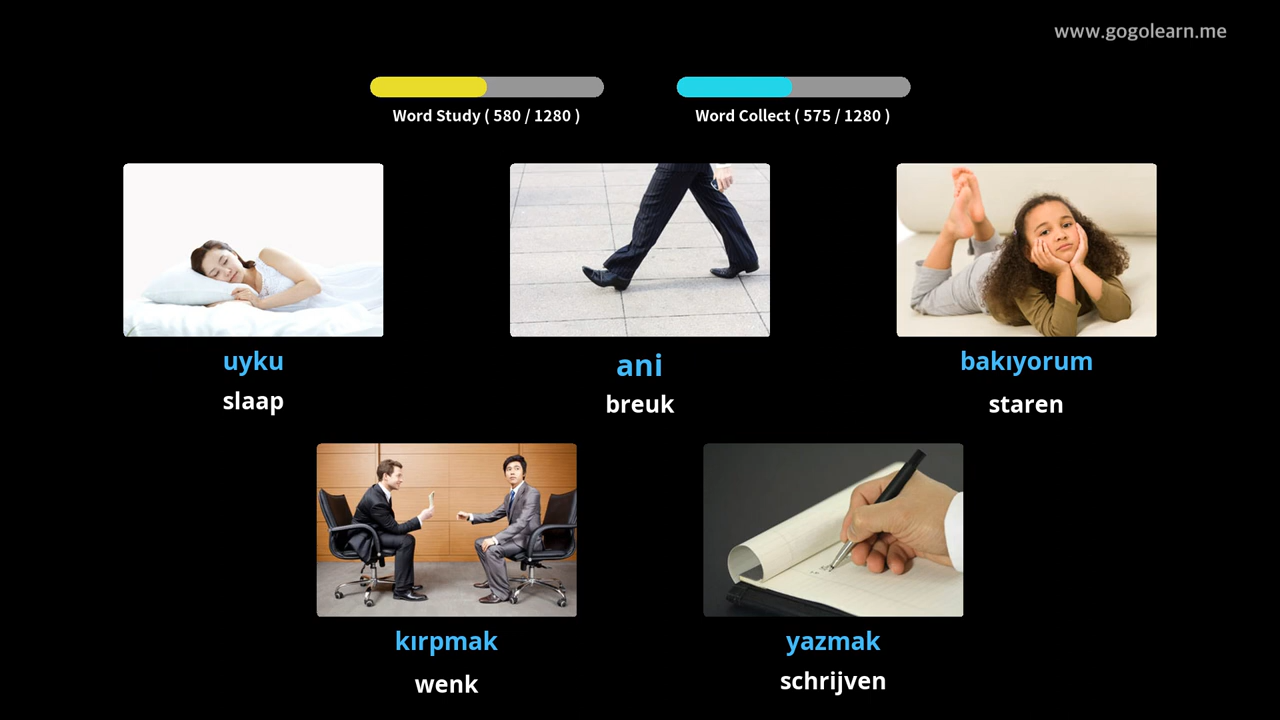 www.gogolearn.me
Word Study ( 580 / 1280 )
Word Collect ( 575 / 1280 )
uyku
slaap
ani
breuk
bakıyorum
staren
kırpmak
wenk
yazmak
schrijven